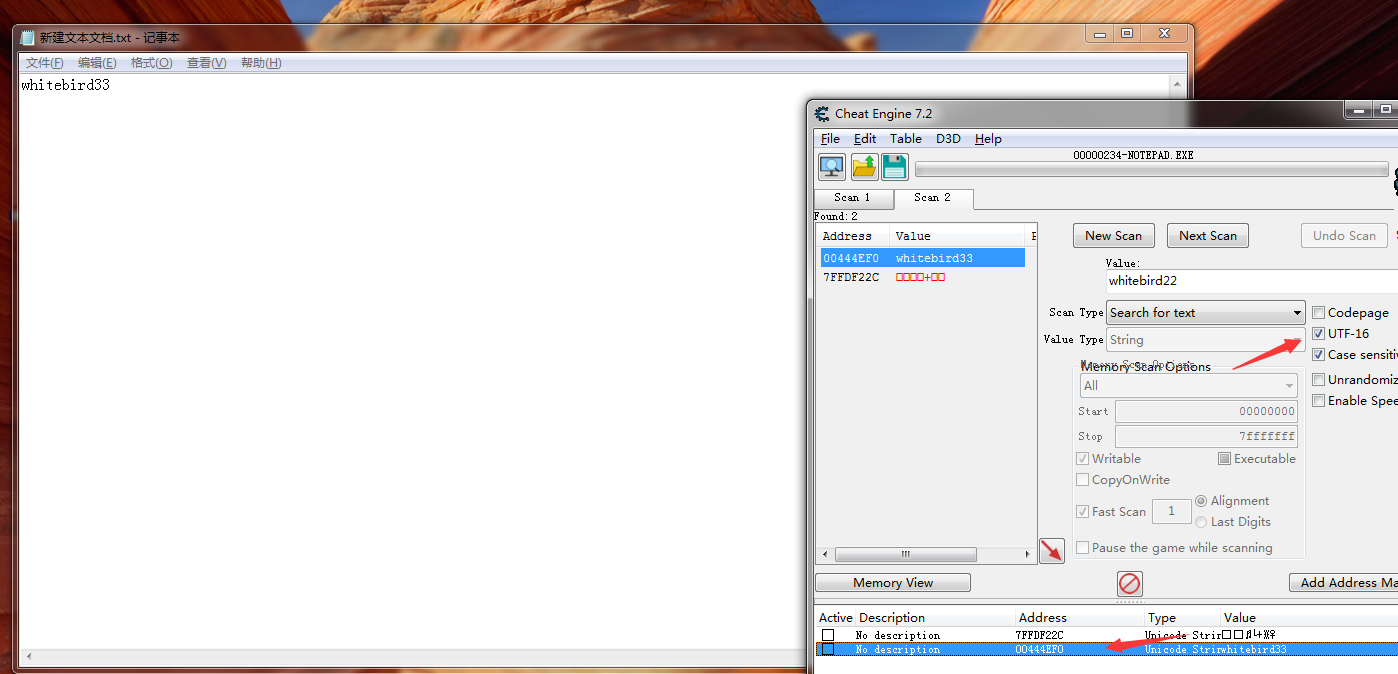 新建文本文档.txt - 记事本
文件(F) 编辑(E) 格式(O) 查看(V) 帮助(H)
whitebird33
Cheat Engine 7.2
File Edit Table D3D Help
00000234-NOTEPAD.EXE
Scan 1 Scan 2
Found:2
Address Value
00444EF0 whitebird33
7FFDF22C
New Scan Next Scan Undo Scan
Value:
whitebird22
Scan Type Search for text
Codepage
Value Type String
UTF-16
Case sensiti
Memory Scan Options
All
Unrandomiz
Enable Spee
Start 00000000
Stop 7fffffff
Writable Executable
CopyOnWrite
Fast Scan 1 Alignment
Last Digits
Pause the game while scanning
Memory View Add Address Ma
Active Description Address Type Value
No description 7FFDF22C Unicode Strir
No description 00444EF0 Unicode Strirwhitebird33